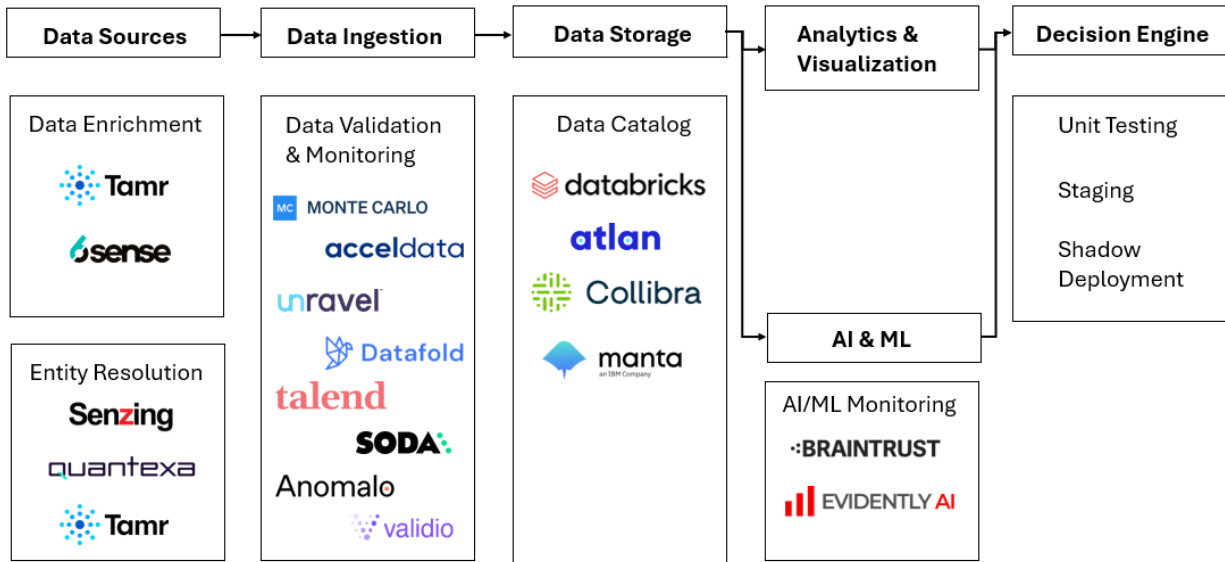 Data Sources
Data Ingestion
Data Storage
Analytics &
Visualization
Decision Engine
Data Enrichment
Tamr
6sense
Entity Resolution
Senzing
quantexa
Tamr
Data Validation
& Monitoring
MC MONTE CARLO
acceldata
unravel
Datafold
talend
SODA
Anomalo
validio
Data Catalog
databricks
atlan
Collibra
manta
an IBM Company
AI & ML
AI/ML Monitoring
BRAINTRUST
EVIDENTLY AI
Unit Testing
Staging
Shadow
Deployment